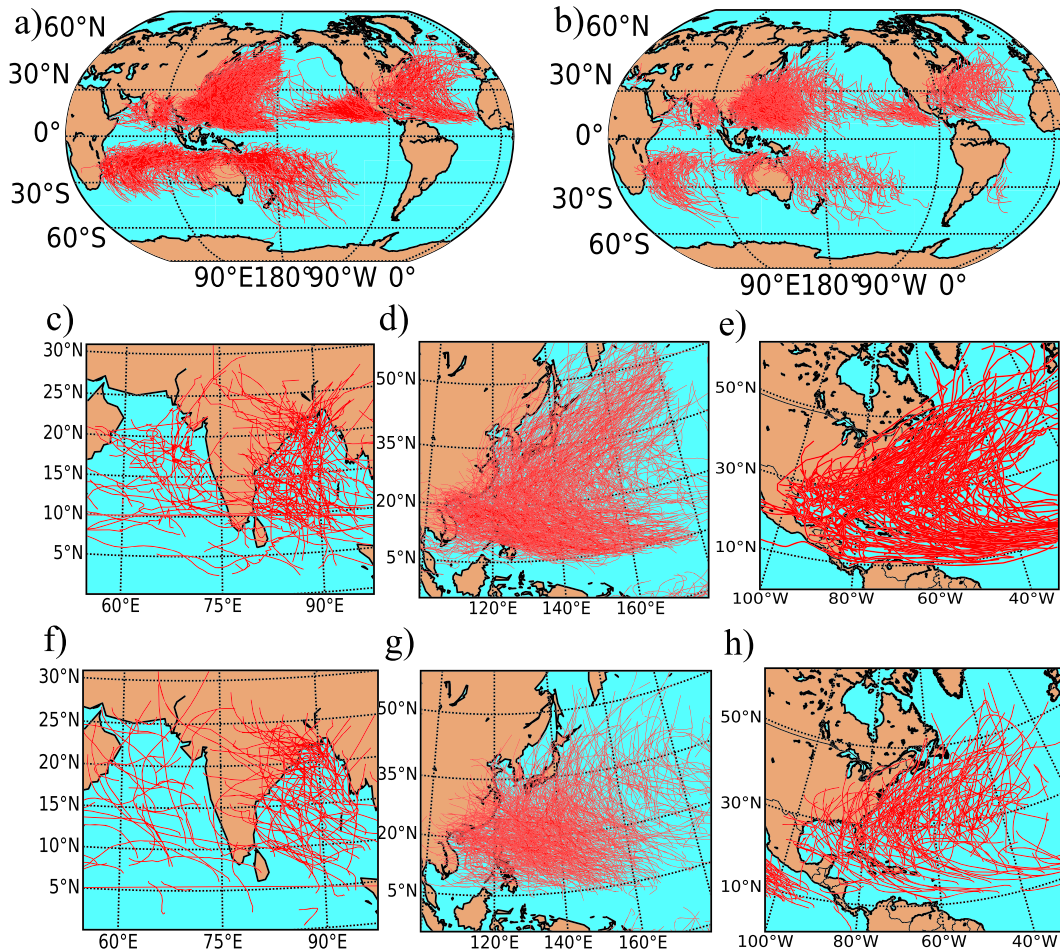 a) 60°N
30°N
0°
30°S
60°S
90°E180°90°W 0°
b) 60°N
30°N
0°
30°S
60°S
90°E180°90°W 0°
c)
30°N
25°N
20°N
15°N
10°N
5°N
60°E 75°E 90°E
d)
50°N
35°N
20°N
5°N
120°E 140°E 160°E
e)
50°N
30°N
10°N
100°W 80°W 60°W 40°W
f)
30°N
25°N
20°N
15°N
10°N
5°N
60°E 75°E 90°E
g)
50°N
35°N
20°N
5°N
120°E 140°E 160°E
h)
50°N
30°N
10°N
100°W 80°W 60°W 40°W